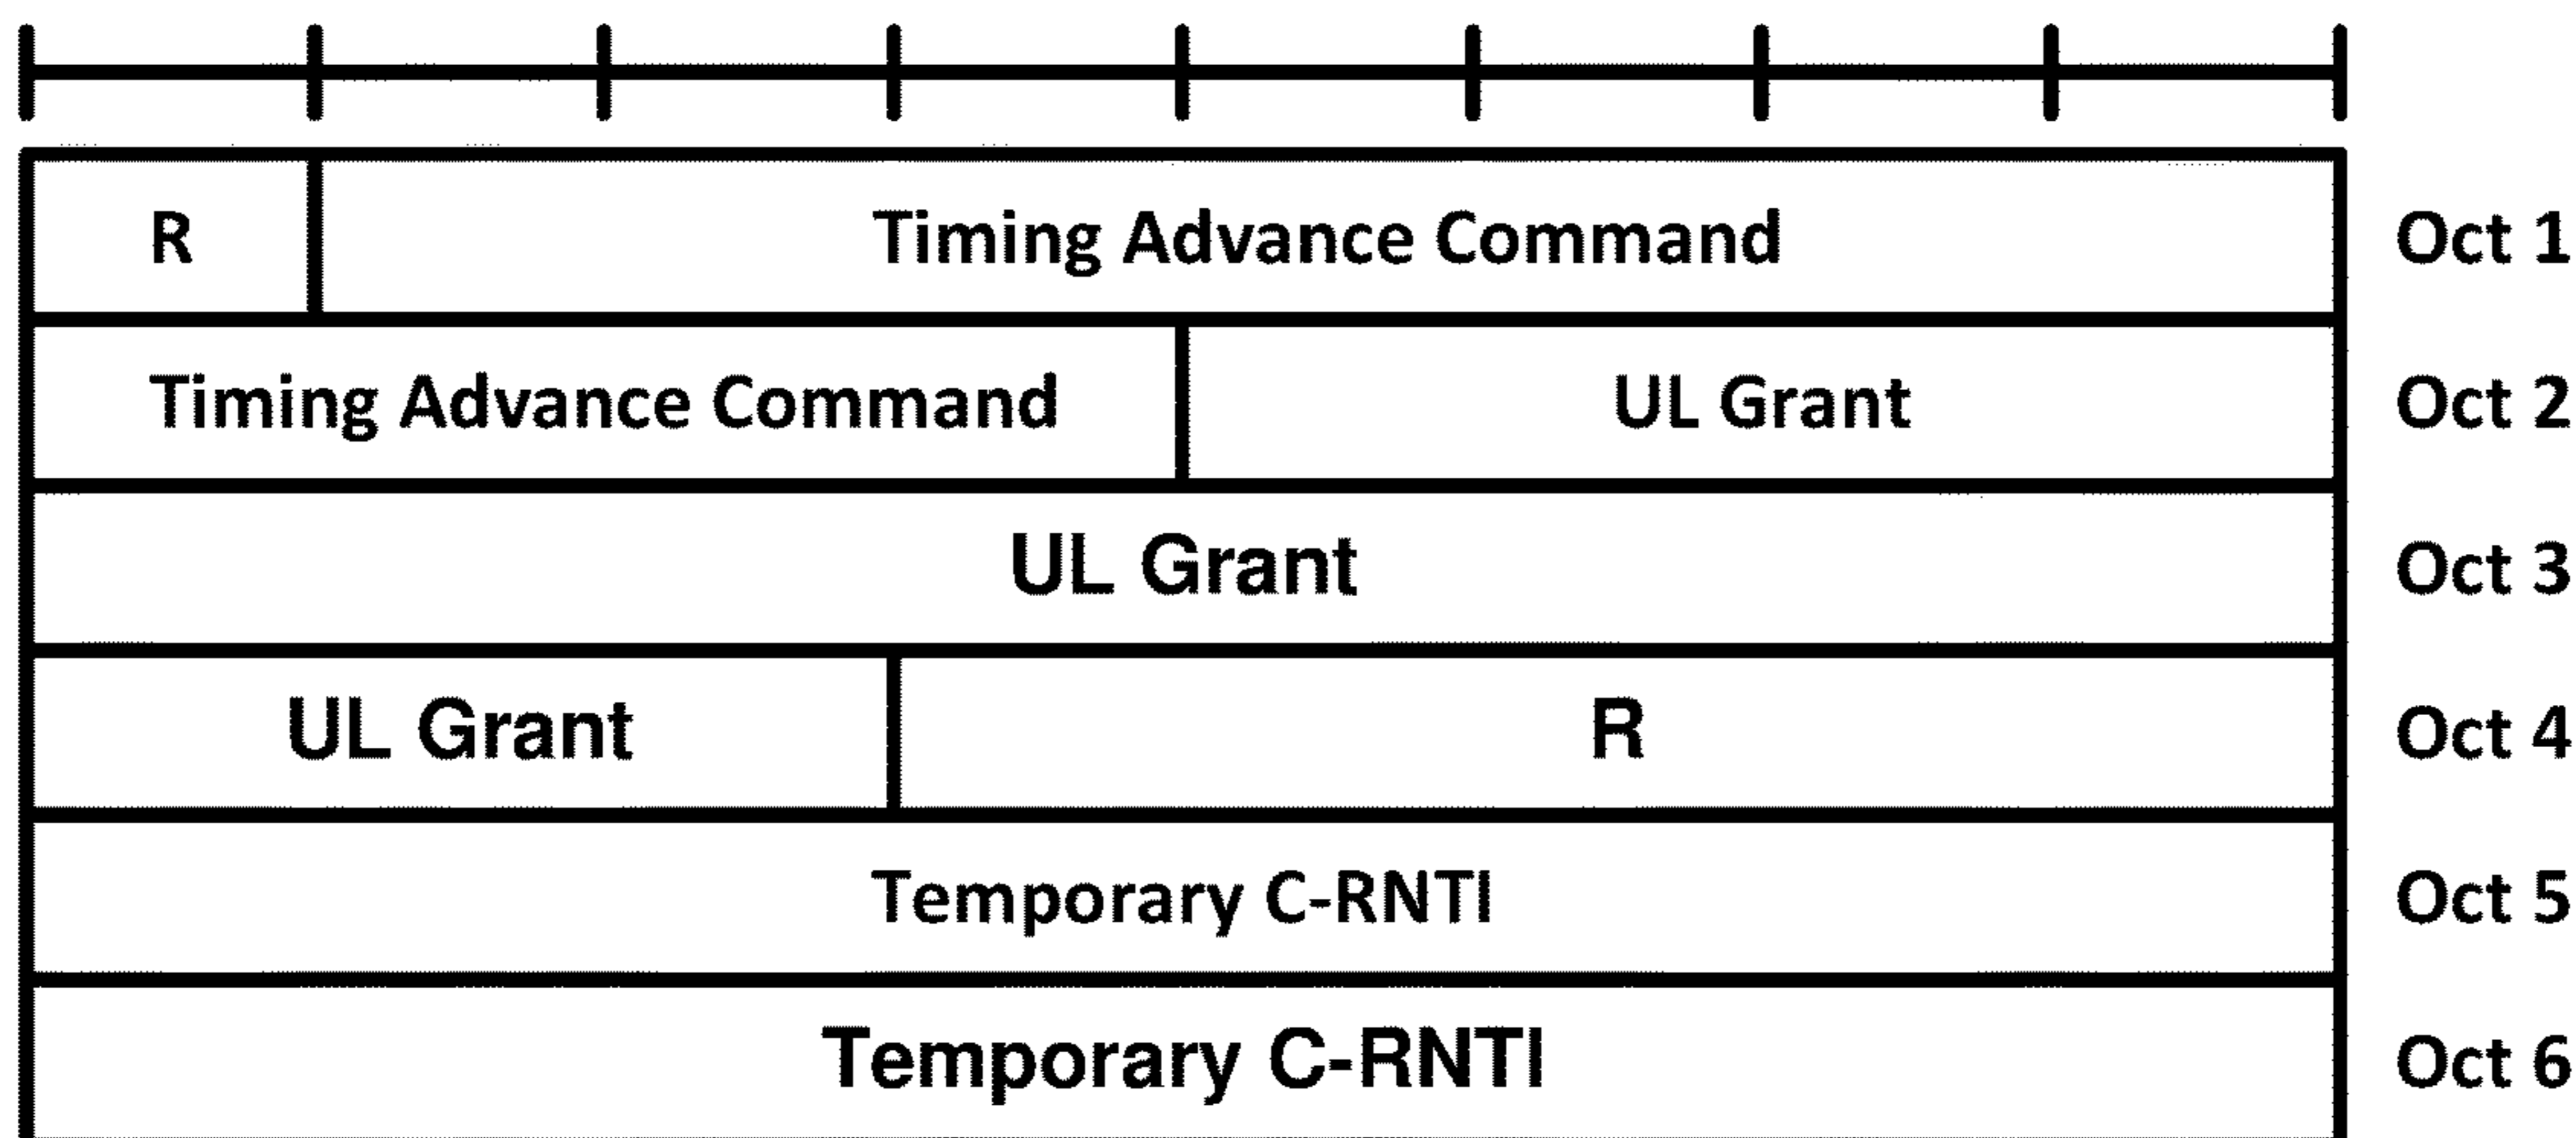 R Timing Advance Command Oct 1
Timing Advance Command UL Grant Oct 2
UL Grant Oct 3
UL Grant R Oct 4
Temporary C-RNTI Oct 5
Temporary C-RNTI Oct 6